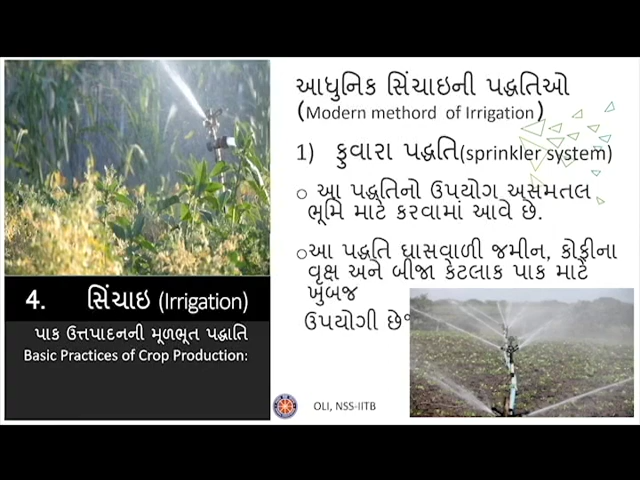 આધુનિક સિંચાઇની પદ્ધતિઓ
(Modern methord of Irrigation)
1) ફુવારા પદ્ધતિ(sprinkler system)
○ આ પદ્ધતિનો ઉપયોગ અસમતલ
ભૂમિ માટે કરવામાં આવે છે.
○આ પદ્ધતિ ઘાસવાળી જમીન, કોફીના
વૃક્ષ અને બીજા કેટલાક પાક માટે
ખુબજ
ઉપયોગી છે
4. સિંચાઇ (Irrigation)
પાક ઉત્તપાદનની મૂળભૂત પદ્ધાતિ
Basic Practices of Crop Production:
OLI, NSS-IITB